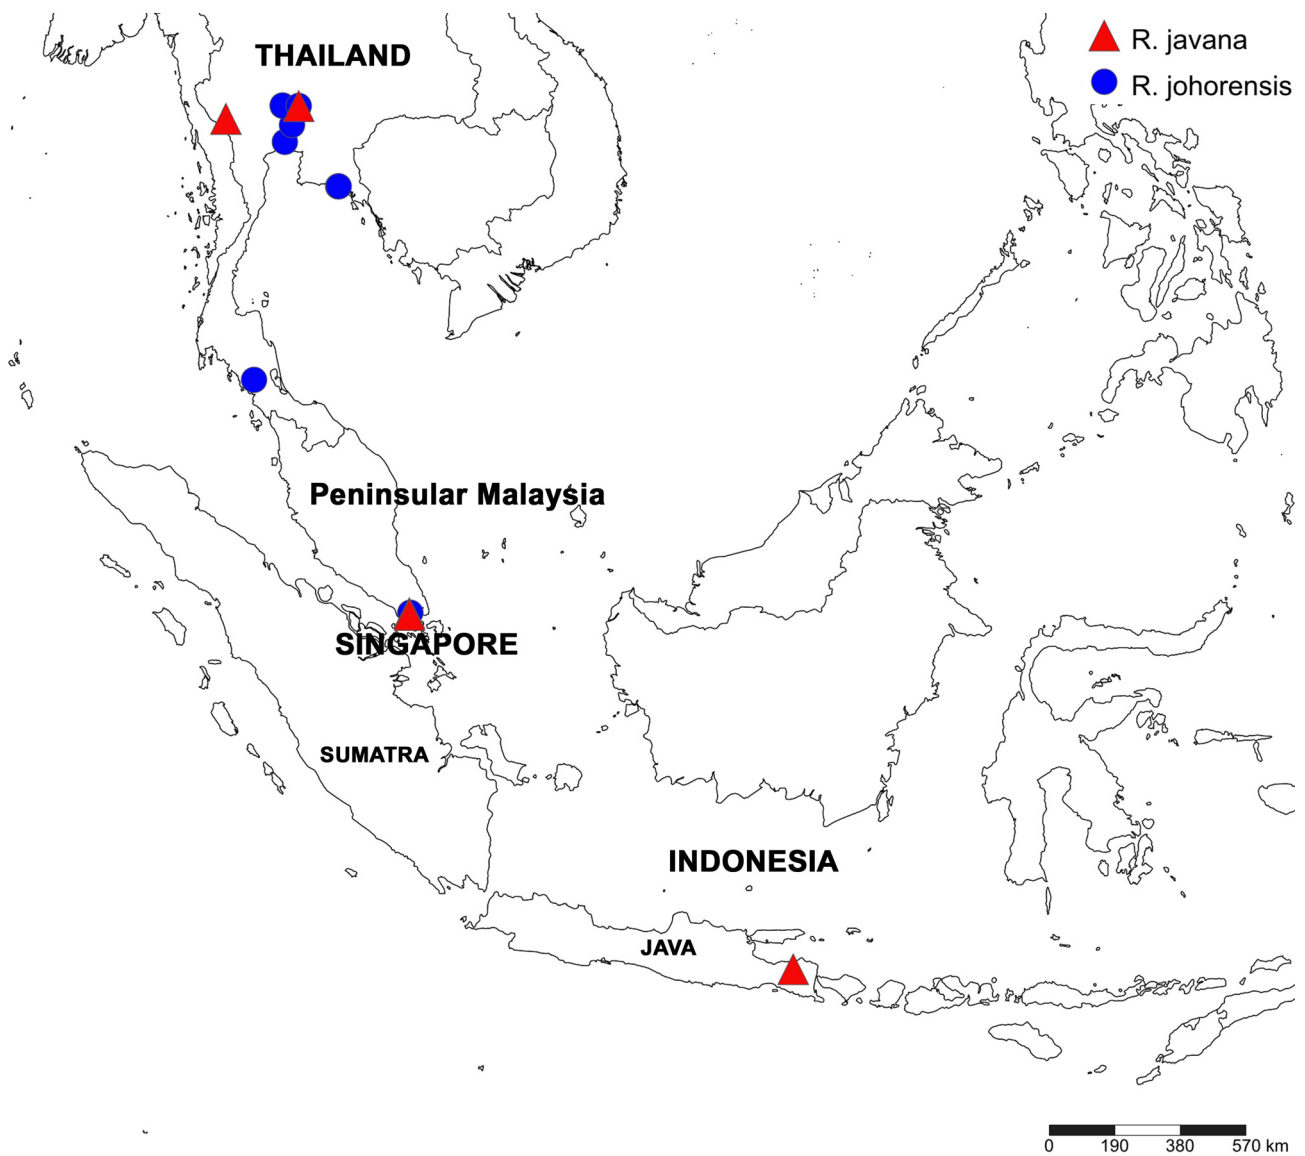 THAILAND
R. javana
R. johorensis
Peninsular Malaysia
SINGAPORE
SUMATRA
INDONESIA
JAVA
0 190 380 570 km